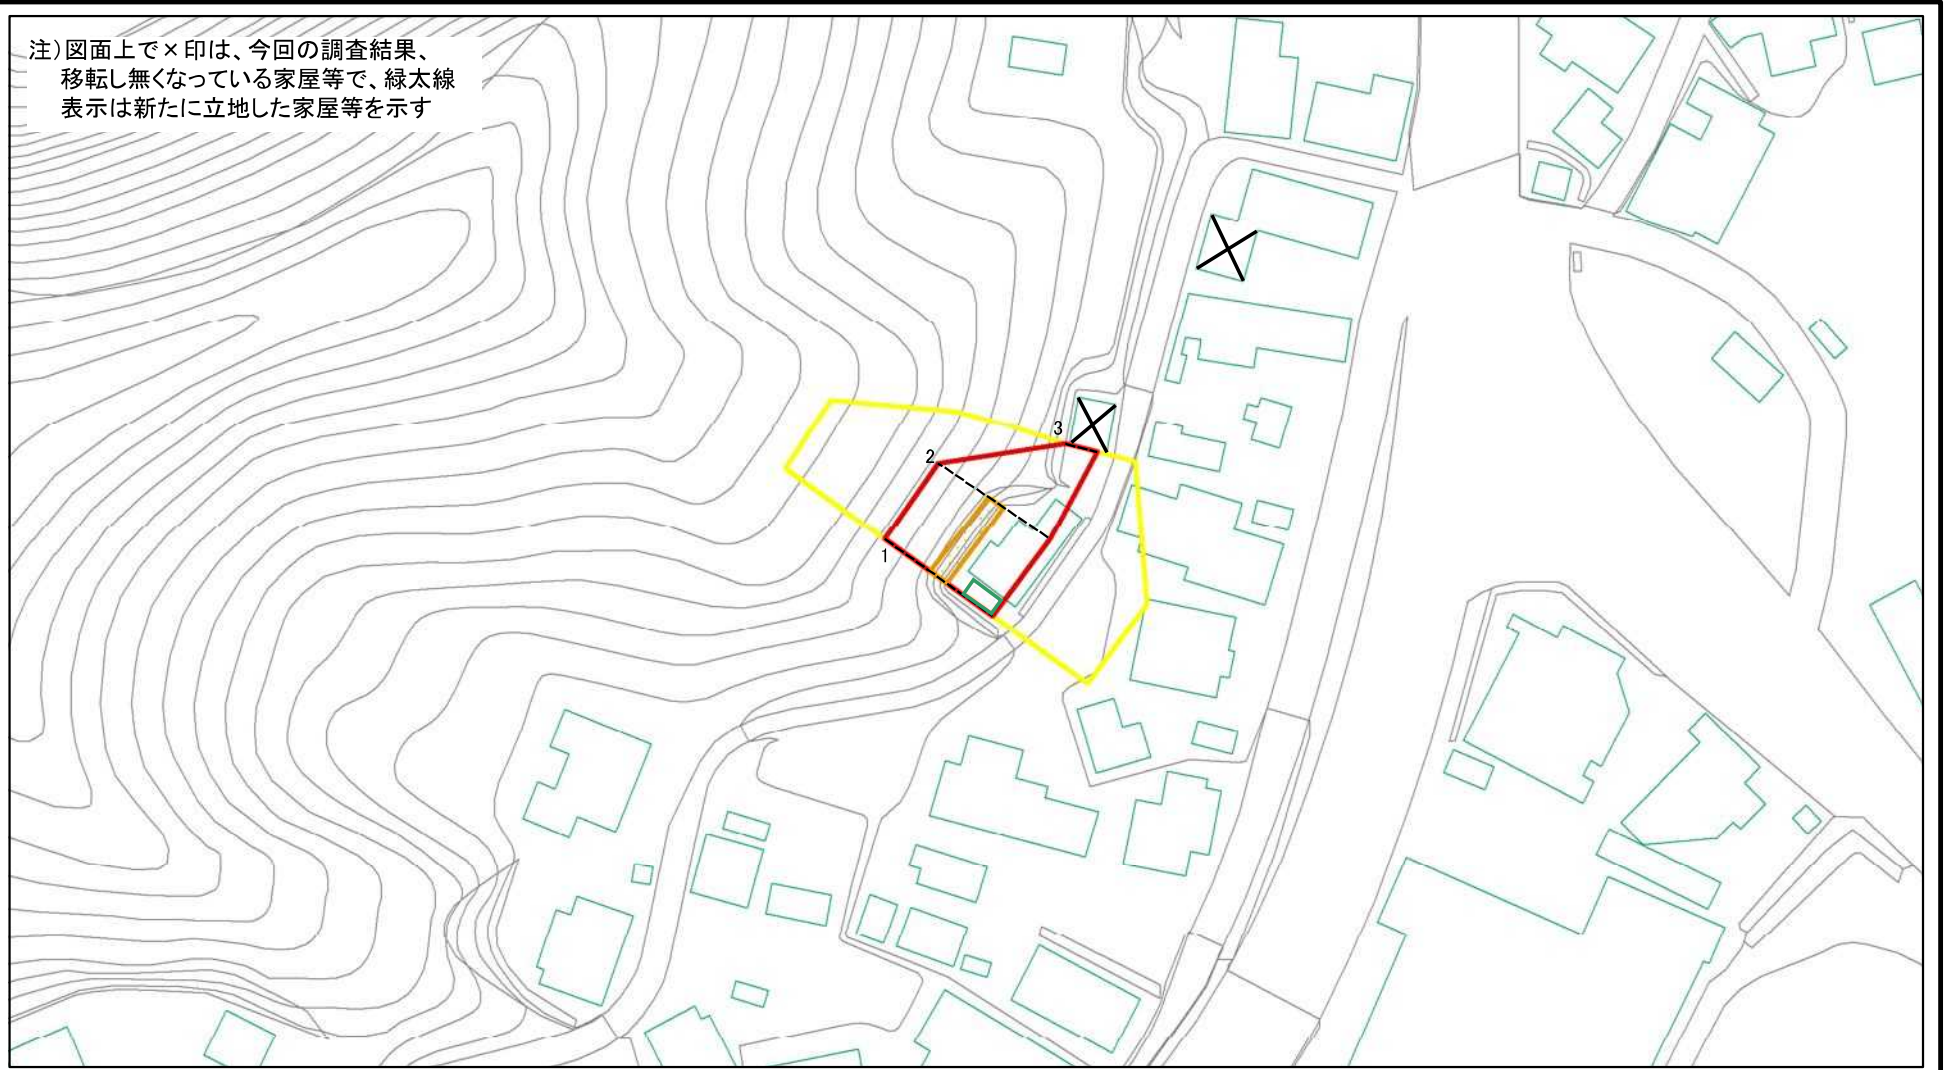 注）図面上で×印は、今回の調査結果、
移転し無くなっている家屋等で、緑太線
表示は新たに立地した家屋等を示す
3
2
1